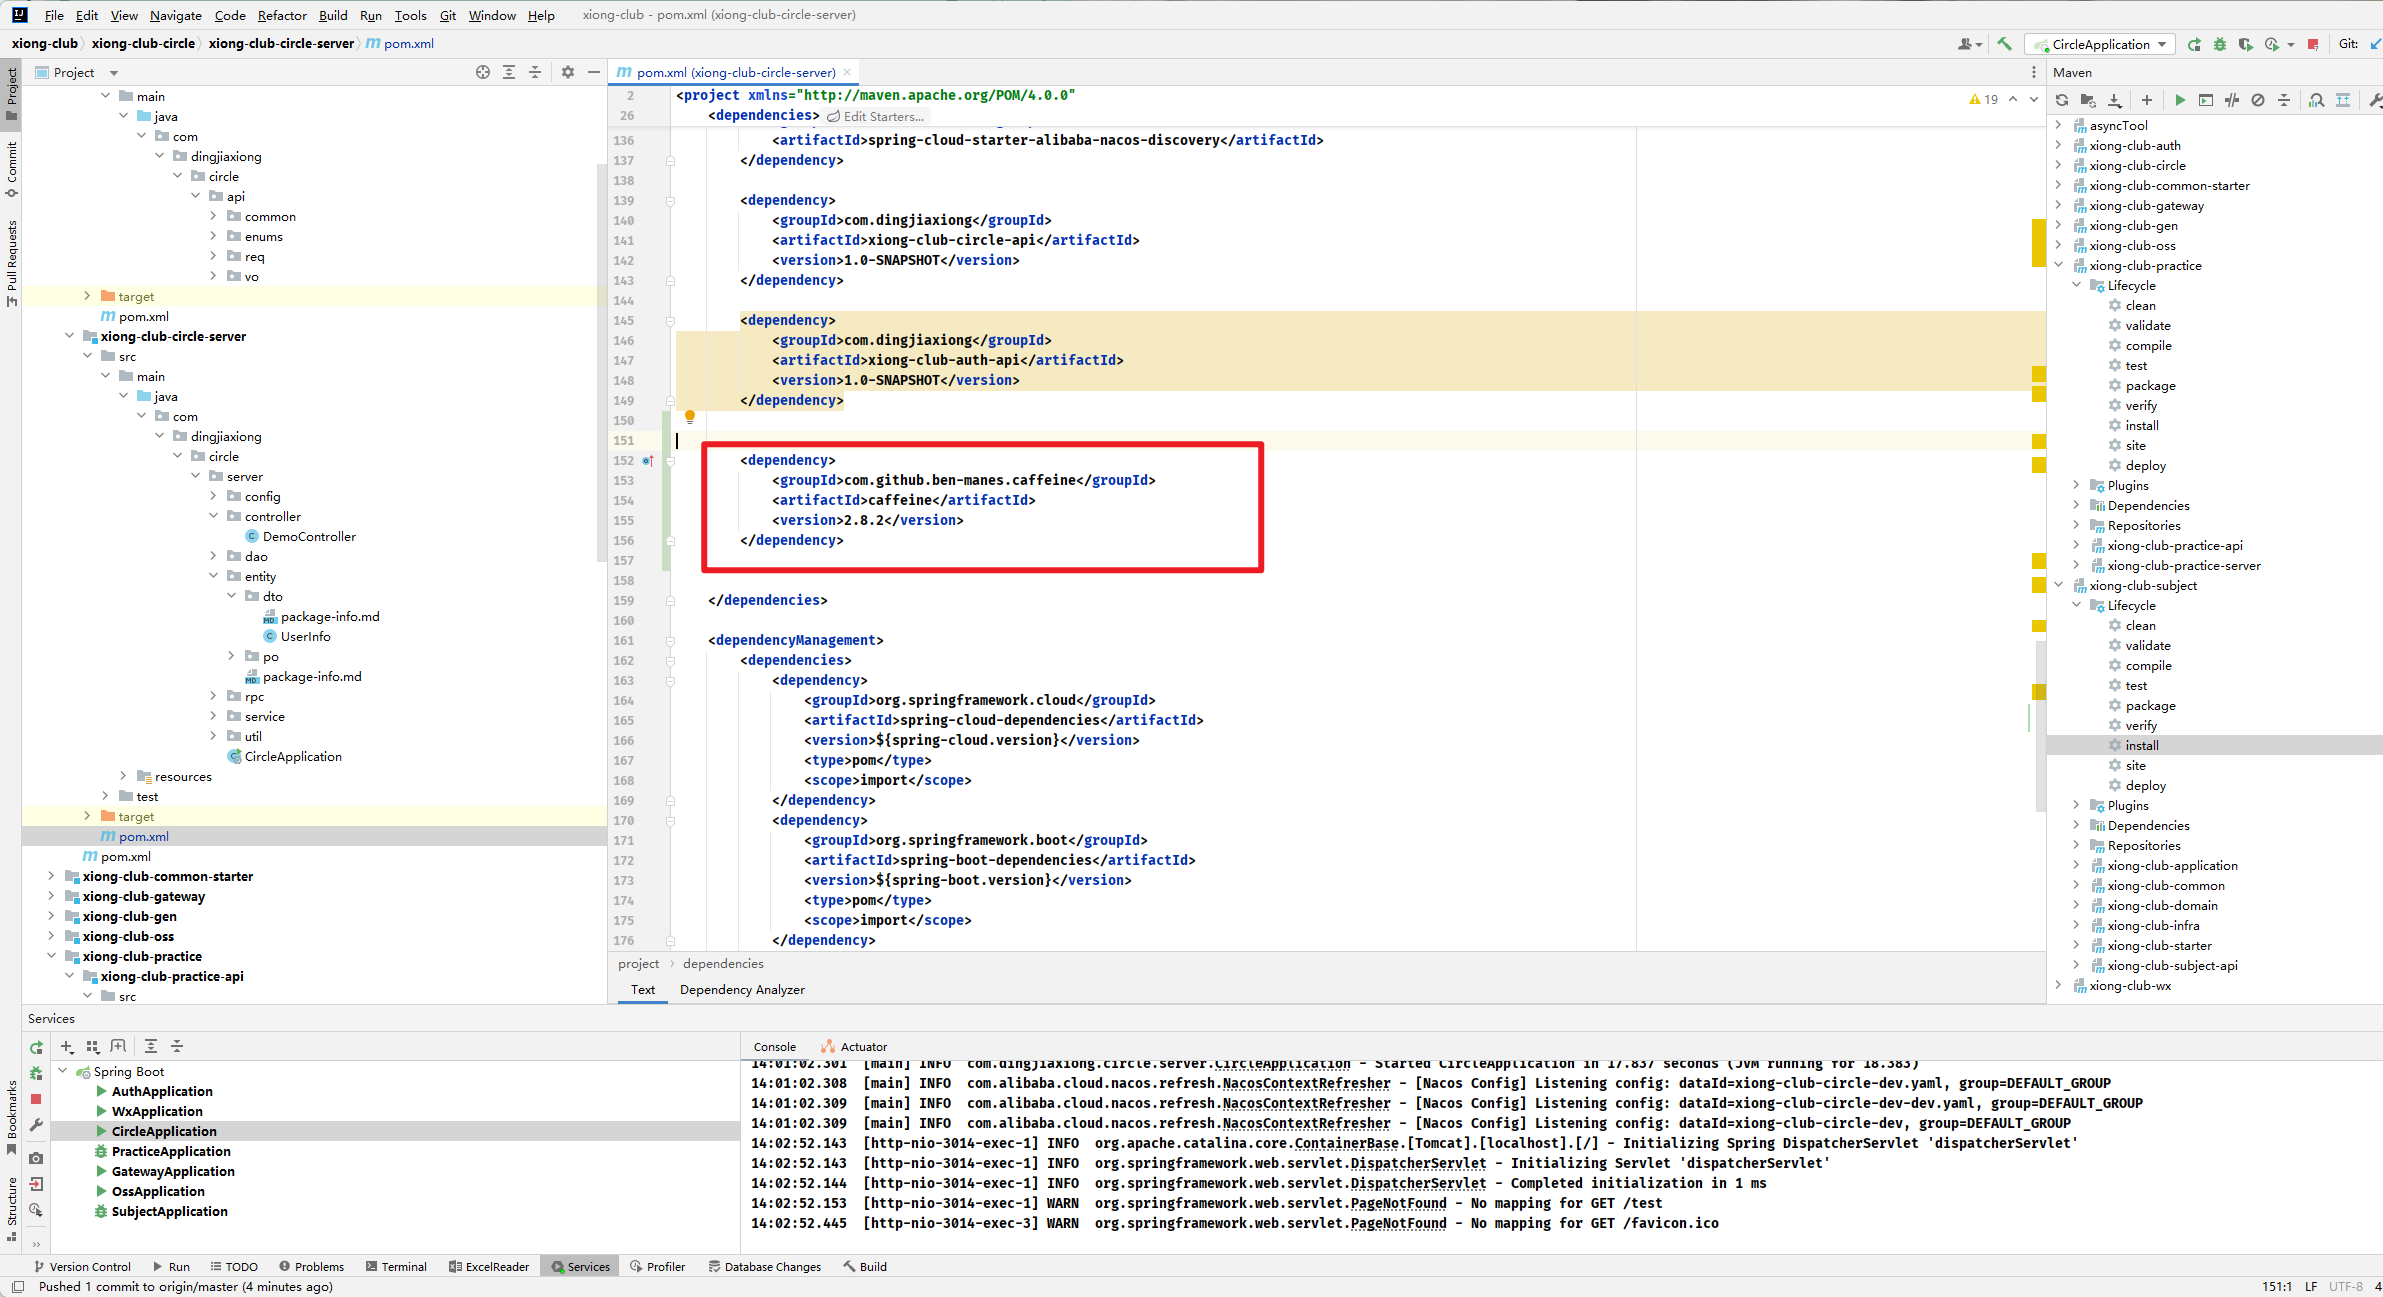 File Edit View Navigate Code Refactor Build Run Tools Git Window Help xiong-club - pom.xml (xiong-club-circle-server)
xiong-club xiong-club-circle xiong-club-circle-server pom.xml
CircleApplication Git:
Project
Commit
Pull Requests
Bookmarks
Structure
Project
main
java
com
dingjiaxiong
circle
api
common
enums
req
vo
target
pom.xml
xiong-club-circle-server
src
main
java
com
dingjiaxiong
circle
server
config
controller
DemoController
dao
entity
dto
package-info.md
UserInfo
po
package-info.md
rpc
service
util
CircleApplication
resources
test
target
pom.xml
pom.xml
xiong-club-common-starter
xiong-club-gateway
xiong-club-gen
xiong-club-oss
xiong-club-practice
xiong-club-practice-api
src
pom.xml (xiong-club-circle-server)
19
2 <project xmlns="http://maven.apache.org/POM/4.0.0"
26 <dependencies> Edit Starters...
136 <artifactId>spring-cloud-starter-alibaba-nacos-discovery</artifactId>
137 </dependency>
138
139 <dependency>
140 <groupId>com.dingjiaxiong</groupId>
141 <artifactId>xiong-club-circle-api</artifactId>
142 <version>1.0-SNAPSHOT</version>
143 </dependency>
144
145 <dependency>
146 <groupId>com.dingjiaxiong</groupId>
147 <artifactId>xiong-club-auth-api</artifactId>
148 <version>1.0-SNAPSHOT</version>
149 </dependency>
150
151
152 <dependency>
153 <groupId>com.github.ben-manes.caffeine</groupId>
154 <artifactId>caffeine</artifactId>
155 <version>2.8.2</version>
156 </dependency>
157
158
159 </dependencies>
160
161 <dependencyManagement>
162 <dependencies>
163 <dependency>
164 <groupId>org.springframework.cloud</groupId>
165 <artifactId>spring-cloud-dependencies</artifactId>
166 <version>${spring-cloud.version}</version>
167 <type>pom</type>
168 <scope>import</scope>
169 </dependency>
170 <dependency>
171 <groupId>org.springframework.boot</groupId>
172 <artifactId>spring-boot-dependencies</artifactId>
173 <version>${spring-boot.version}</version>
174 <type>pom</type>
175 <scope>import</scope>
176 </dependency>
project dependencies
Text Dependency Analyzer
Maven
asyncTool
xiong-club-auth
xiong-club-circle
xiong-club-common-starter
xiong-club-gateway
xiong-club-gen
xiong-club-oss
xiong-club-practice
Lifecycle
clean
validate
compile
test
package
verify
install
site
deploy
Plugins
Dependencies
Repositories
xiong-club-practice-api
xiong-club-practice-server
xiong-club-subject
Lifecycle
clean
validate
compile
test
package
verify
install
site
deploy
Plugins
Dependencies
Repositories
xiong-club-application
xiong-club-common
xiong-club-domain
xiong-club-infra
xiong-club-starter
xiong-club-subject-api
xiong-club-wx
Services
Spring Boot
AuthApplication
WxApplication
CircleApplication
PracticeApplication
GatewayApplication
OssApplication
SubjectApplication
Console Actuator
14:01:02.301 [main] INFO com.dingjiaxiong.circle.server.CircleApplication - Started CircleApplication in 17.837 seconds (JVM running for 18.383)
14:01:02.308 [main] INFO com.alibaba.cloud.nacos.refresh.NacosContextRefresher - [Nacos Config] Listening config: dataId=xiong-club-circle-dev.yaml, group=DEFAULT_GROUP
14:01:02.309 [main] INFO com.alibaba.cloud.nacos.refresh.NacosContextRefresher - [Nacos Config] Listening config: dataId=xiong-club-circle-dev-dev.yaml, group=DEFAULT_GROUP
14:01:02.309 [main] INFO com.alibaba.cloud.nacos.refresh.NacosContextRefresher - [Nacos Config] Listening config: dataId=xiong-club-circle-dev, group=DEFAULT_GROUP
14:02:52.143 [http-nio-3014-exec-1] INFO org.apache.catalina.core.ContainerBase.[Tomcat].[localhost].[/] - Initializing Spring DispatcherServlet 'dispatcherServlet'
14:02:52.143 [http-nio-3014-exec-1] INFO org.springframework.web.servlet.DispatcherServlet - Initializing Servlet 'dispatcherServlet'
14:02:52.144 [http-nio-3014-exec-1] INFO org.springframework.web.servlet.DispatcherServlet - Completed initialization in 1 ms
14:02:52.153 [http-nio-3014-exec-1] WARN org.springframework.web.servlet.PageNotFound - No mapping for GET /test
14:02:52.445 [http-nio-3014-exec-3] WARN org.springframework.web.servlet.PageNotFound - No mapping for GET /favicon.ico
Version Control Run TODO Problems Terminal ExcelReader Services Profiler Database Changes Build
Pushed 1 commit to origin/master (4 minutes ago) 151:1 LF UTF-8 4